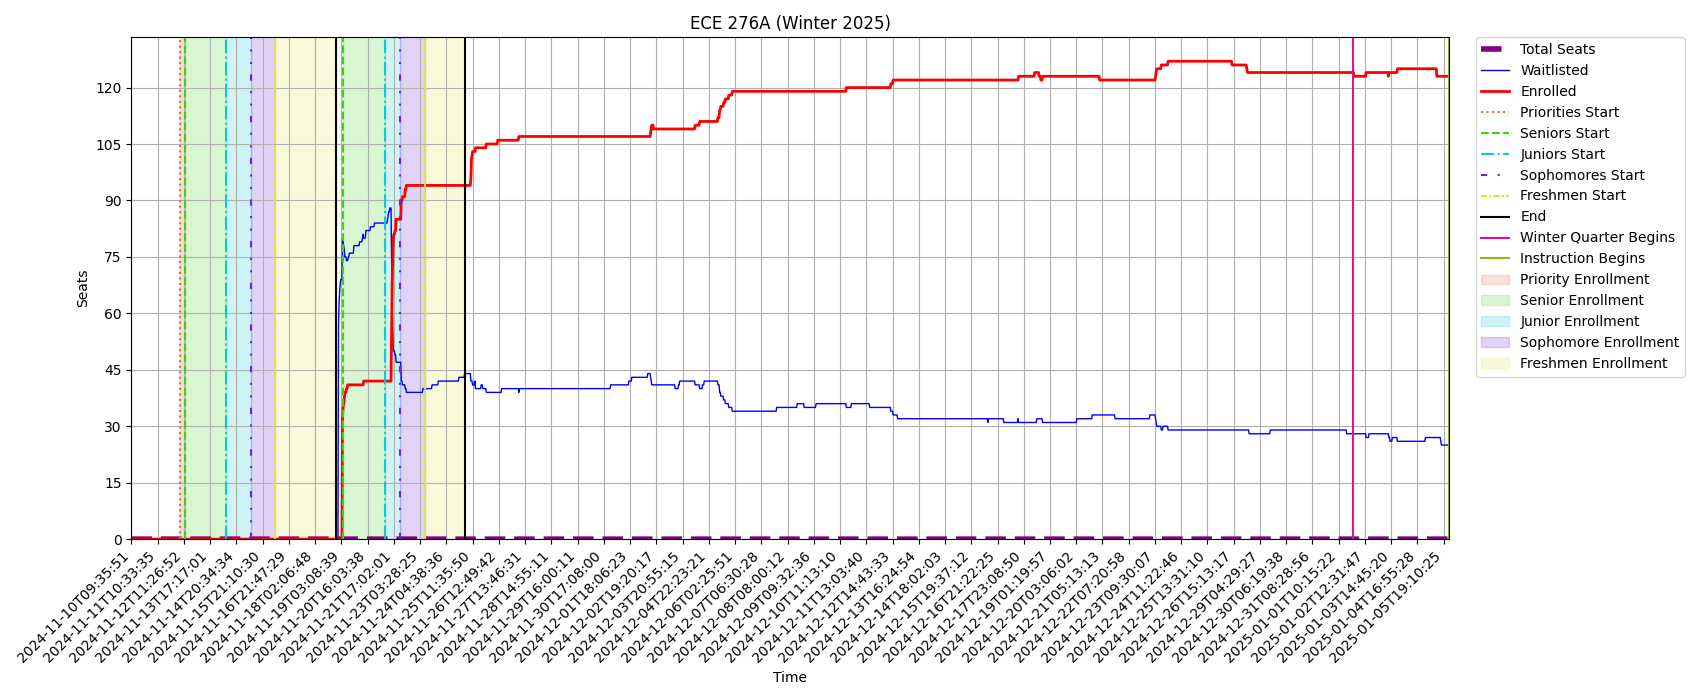 ECE 276A (Winter 2025)
Seats
120
105
90
75
60
45
30
15
0
2024-11-10T09:35:51
2024-11-11T10:33:35
2024-11-12T11:26:52
2024-11-13T17:17:01
2024-11-14T20:34:34
2024-11-15T21:10:30
2024-11-16T21:47:29
2024-11-18T02:06:48
2024-11-19T03:08:39
2024-11-20T16:03:38
2024-11-21T17:02:01
2024-11-23T03:28:25
2024-11-24T04:38:36
2024-11-25T11:35:50
2024-11-26T12:49:42
2024-11-27T13:46:31
2024-11-28T14:55:11
2024-11-29T16:00:11
2024-11-30T17:08:00
2024-12-01T18:06:23
2024-12-02T19:20:17
2024-12-03T20:55:15
2024-12-04T22:23:21
2024-12-06T02:25:51
2024-12-07T06:30:28
2024-12-08T08:00:12
2024-12-09T09:32:36
2024-12-10T11:13:10
2024-12-11T13:03:40
2024-12-12T14:43:33
2024-12-13T16:24:54
2024-12-14T18:02:03
2024-12-15T19:37:12
2024-12-16T21:22:25
2024-12-17T23:08:50
2024-12-19T01:19:57
2024-12-20T03:06:02
2024-12-21T05:13:13
2024-12-22T07:20:58
2024-12-23T09:30:07
2024-12-24T11:22:46
2024-12-25T13:31:10
2024-12-26T15:13:17
2024-12-29T04:29:27
2024-12-30T06:19:38
2024-12-31T08:28:56
2025-01-01T10:15:22
2025-01-02T12:31:47
2025-01-03T14:45:20
2025-01-04T16:55:28
2025-01-05T19:10:25
Time
Total Seats
Waitlisted
Enrolled
Priorities Start
Seniors Start
Juniors Start
Sophomores Start
Freshmen Start
End
Winter Quarter Begins
Instruction Begins
Priority Enrollment
Senior Enrollment
Junior Enrollment
Sophomore Enrollment
Freshmen Enrollment